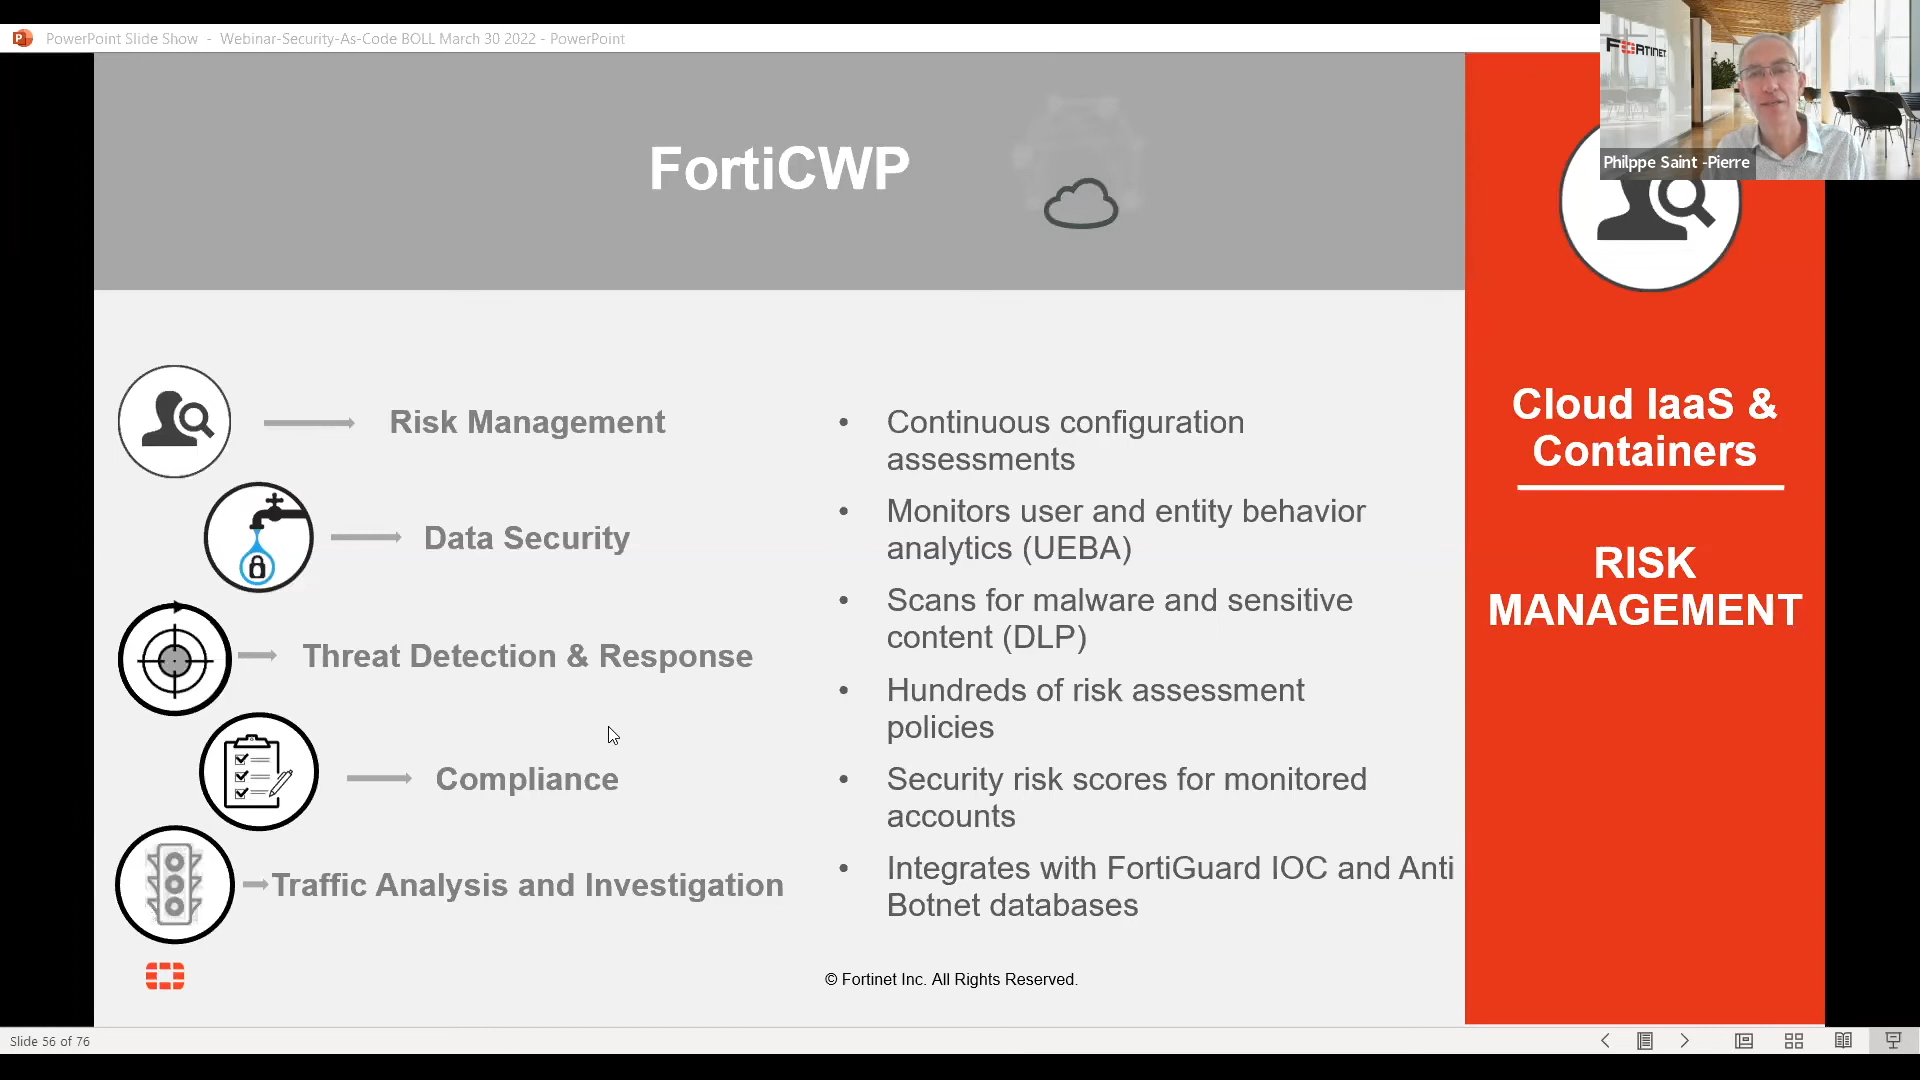 PowerPoint Slide Show - Webinar-Security-As-Code BOLL March 30 2022 - PowerPoint
FORTINET
Philppe Saint -Pierre
FortiCWP
Risk Management
Data Security
Threat Detection & Response
Compliance
Traffic Analysis and Investigation
• Continuous configuration
assessments
• Monitors user and entity behavior
analytics (UEBA)
• Scans for malware and sensitive
content (DLP)
• Hundreds of risk assessment
policies
• Security risk scores for monitored
accounts
• Integrates with FortiGuard IOC and Anti
Botnet databases
Cloud IaaS &
Containers
RISK
MANAGEMENT
© Fortinet Inc. All Rights Reserved.
Slide 56 of 76